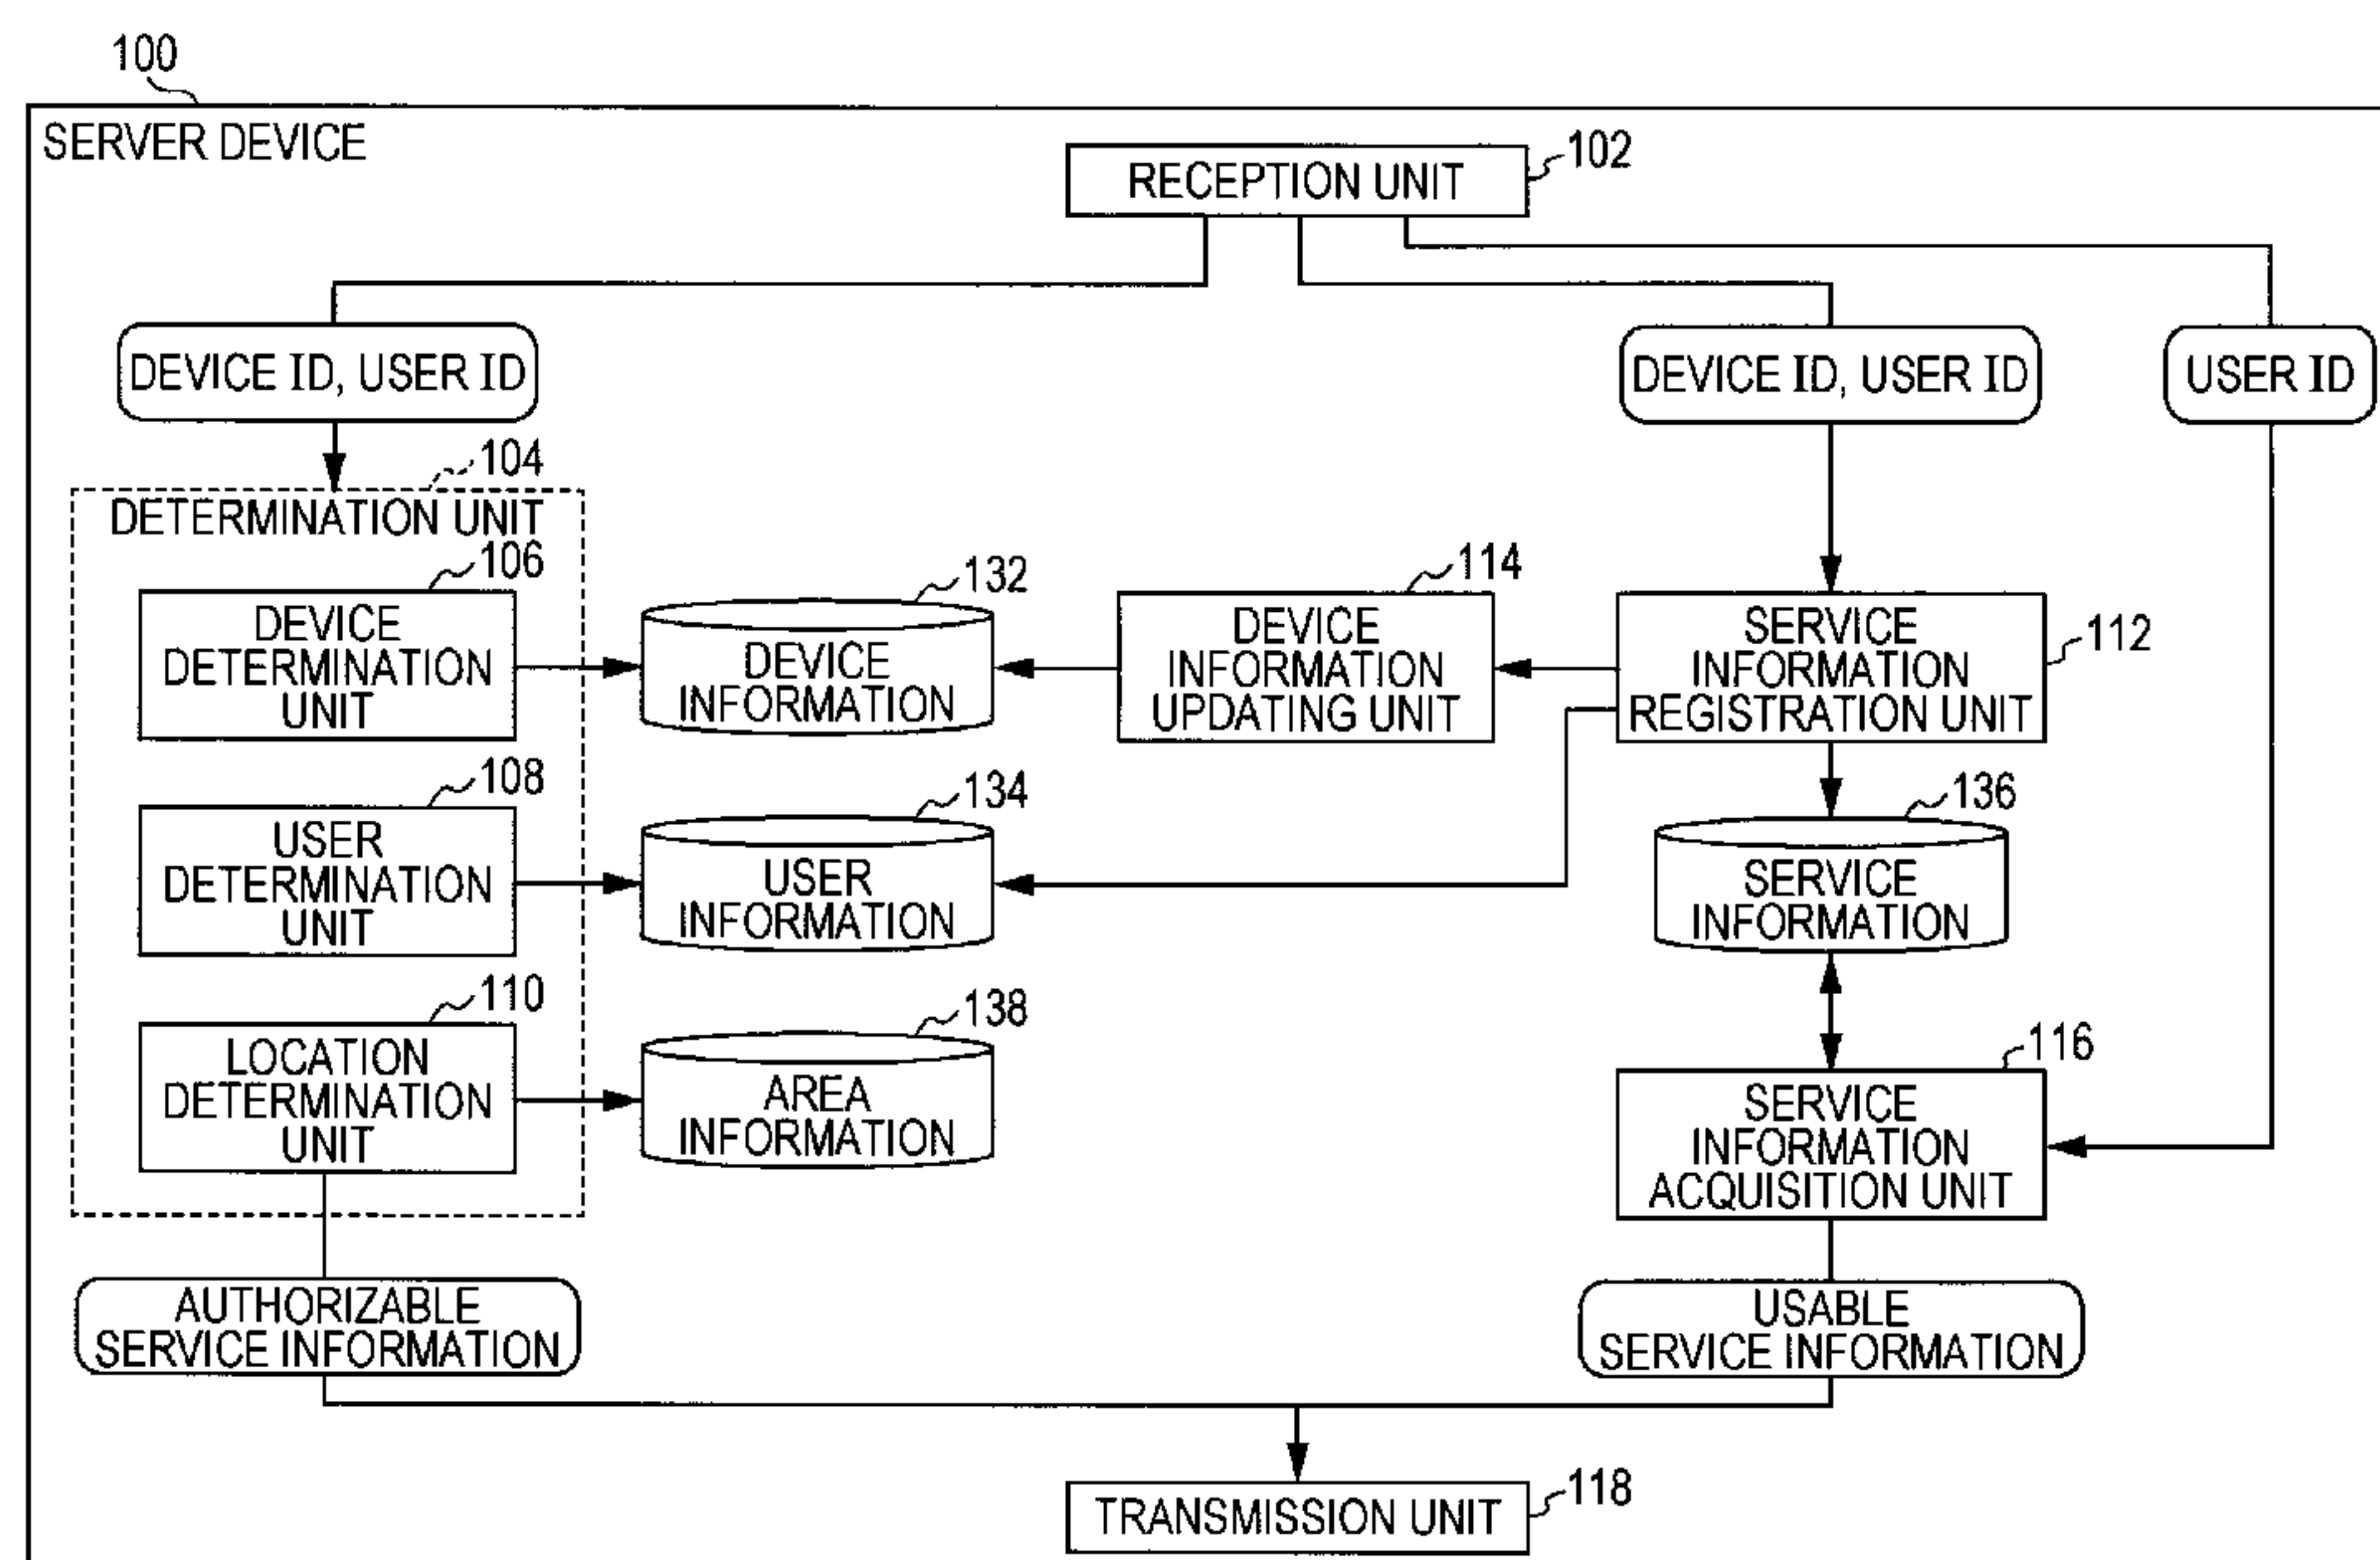 100
SERVER DEVICE
RECEPTION UNIT
102
DEVICE ID, USER ID
DEVICE ID, USER ID
USER ID
104
DETERMINATION UNIT
106
DEVICE
DETERMINATION
UNIT
132
DEVICE
INFORMATION
114
DEVICE
INFORMATION
UPDATING UNIT
SERVICE
INFORMATION
REGISTRATION UNIT
112
108
USER
DETERMINATION
UNIT
134
USER
INFORMATION
136
SERVICE
INFORMATION
110
LOCATION
DETERMINATION
UNIT
138
AREA
INFORMATION
116
SERVICE
INFORMATION
ACQUISITION UNIT
AUTHORIZABLE
SERVICE INFORMATION
USABLE
SERVICE INFORMATION
TRANSMISSION UNIT
118